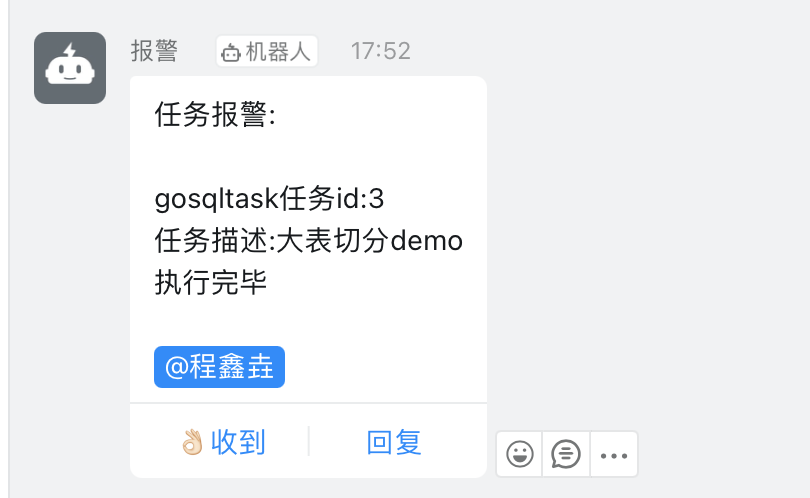 报警 机器人 17:52
任务报警:
gosqltask任务id:3
任务描述:大表切分demo
执行完毕
@程鑫垚
👌🏻收到 回复